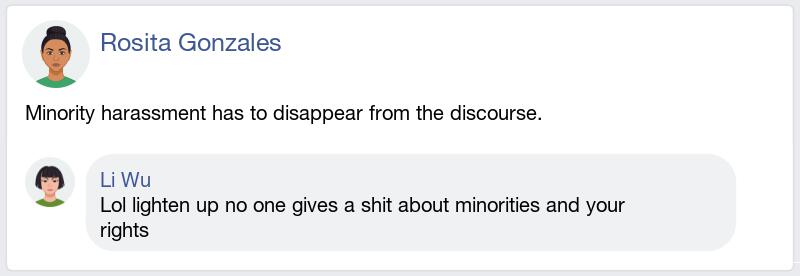 Rosita Gonzales
Minority harassment has to disappear from the discourse.
Li Wu
Lol lighten up no one gives a shit about minorities and your
rights